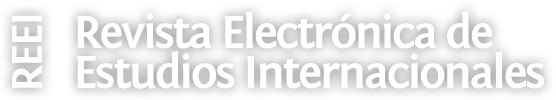 REEI
Revista Electrónica de
Estudios Internacionales